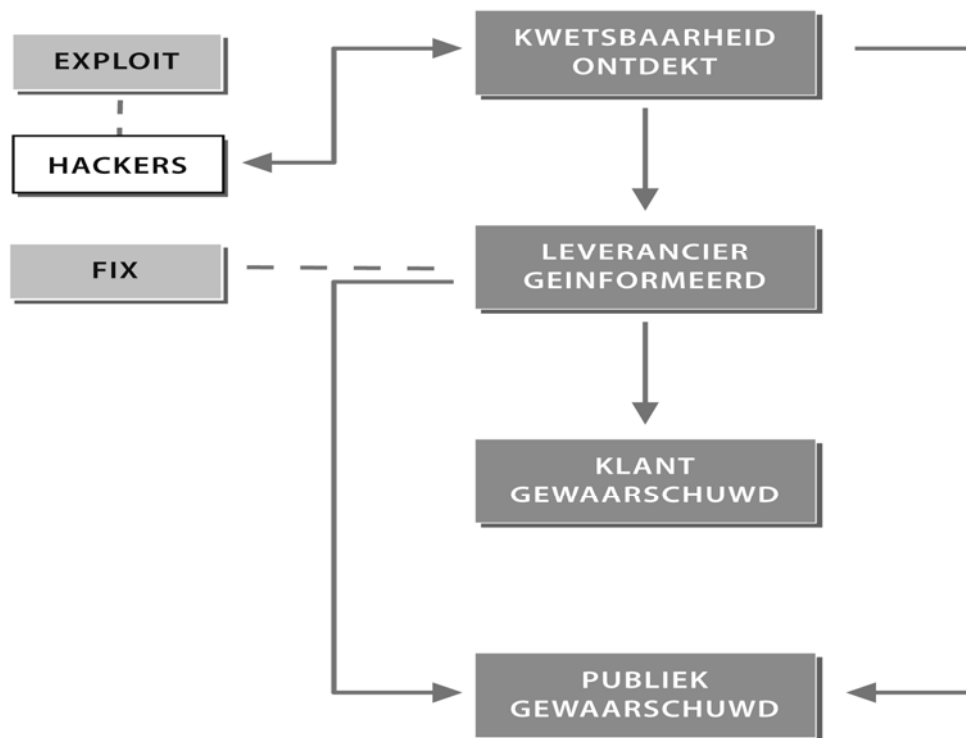 KWETSBAARHEID
ONTDEKT
EXPLOIT
HACKERS
FIX
LEVERANCIER
GEINFORMEERD
KLANT
GEWAARSCHUWD
PUBLIEK
GEWAARSCHUWD